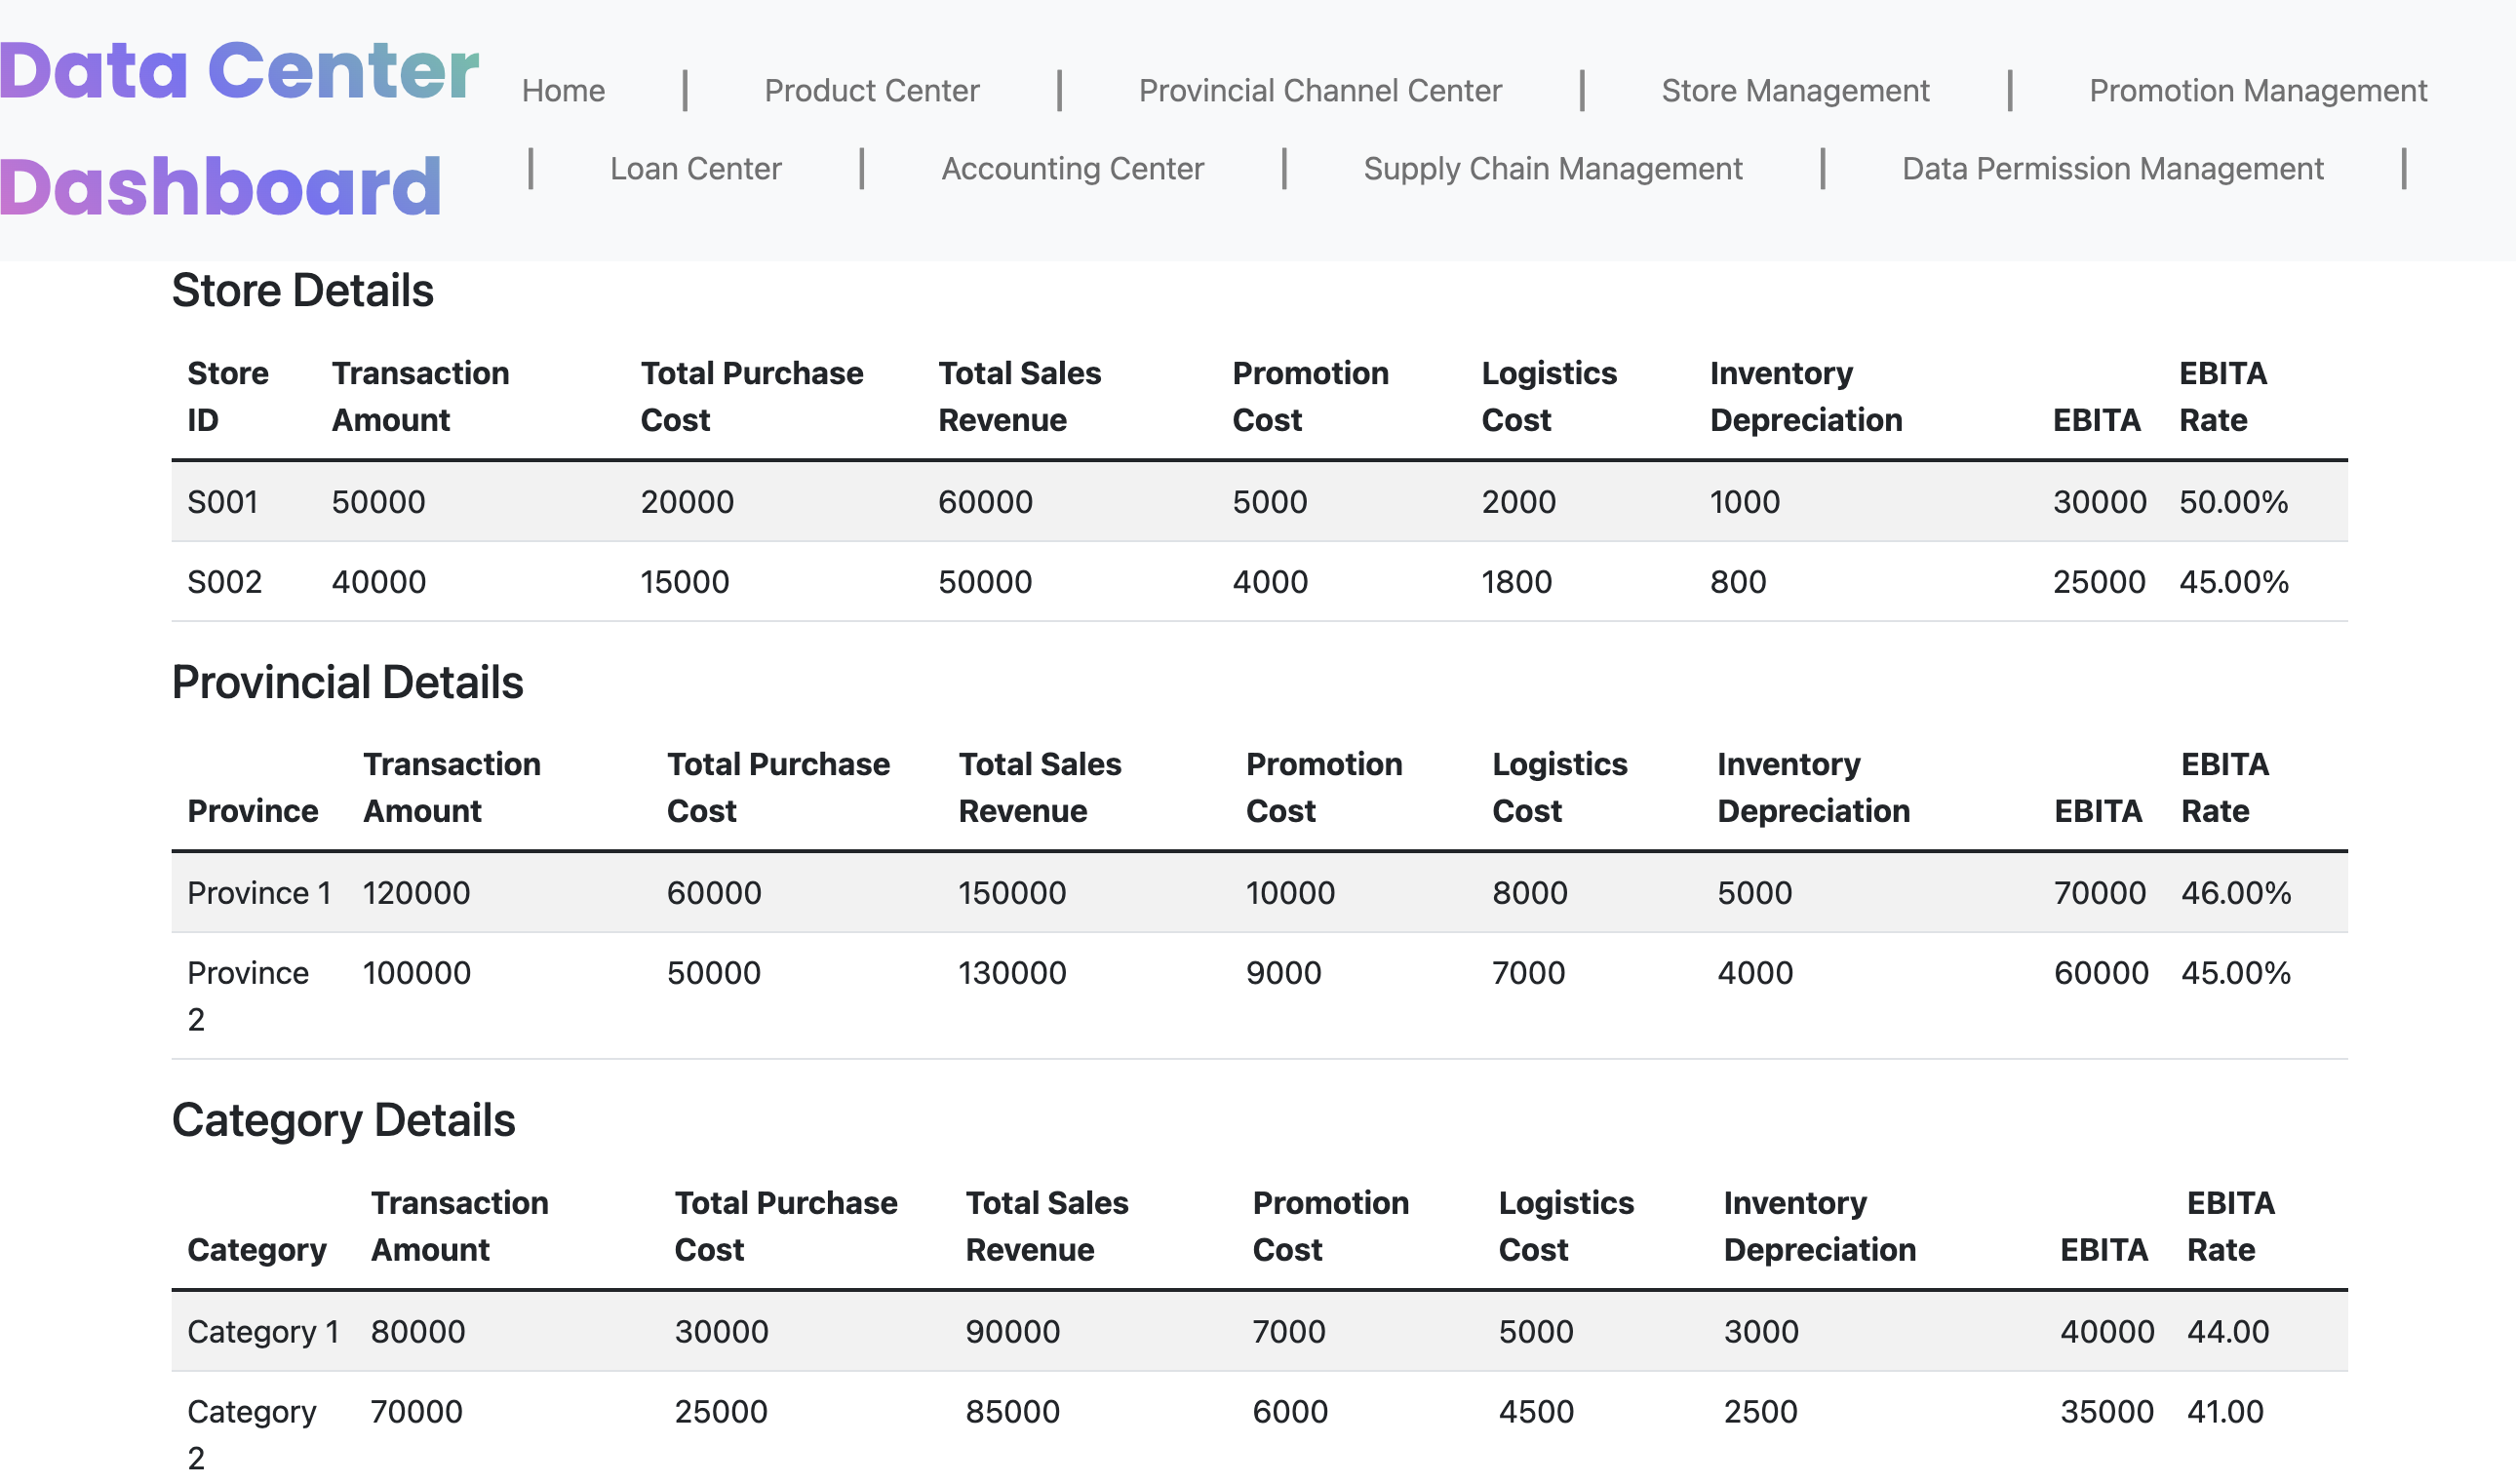 Data Center
Dashboard
Home | Product Center | Provincial Channel Center | Store Management | Promotion Management
| Loan Center | Accounting Center | Supply Chain Management | Data Permission Management |
Store Details
Store ID Transaction Amount Total Purchase Cost Total Sales Revenue Promotion Cost Logistics Cost Inventory Depreciation EBITA EBITA Rate
S001 50000 20000 60000 5000 2000 1000 30000 50.00%
S002 40000 15000 50000 4000 1800 800 25000 45.00%
Provincial Details
Province Transaction Amount Total Purchase Cost Total Sales Revenue Promotion Cost Logistics Cost Inventory Depreciation EBITA EBITA Rate
Province 1 120000 60000 150000 10000 8000 5000 70000 46.00%
Province 2 100000 50000 130000 9000 7000 4000 60000 45.00%
Category Details
Category Transaction Amount Total Purchase Cost Total Sales Revenue Promotion Cost Logistics Cost Inventory Depreciation EBITA EBITA Rate
Category 1 80000 30000 90000 7000 5000 3000 40000 44.00
Category 2 70000 25000 85000 6000 4500 2500 35000 41.00